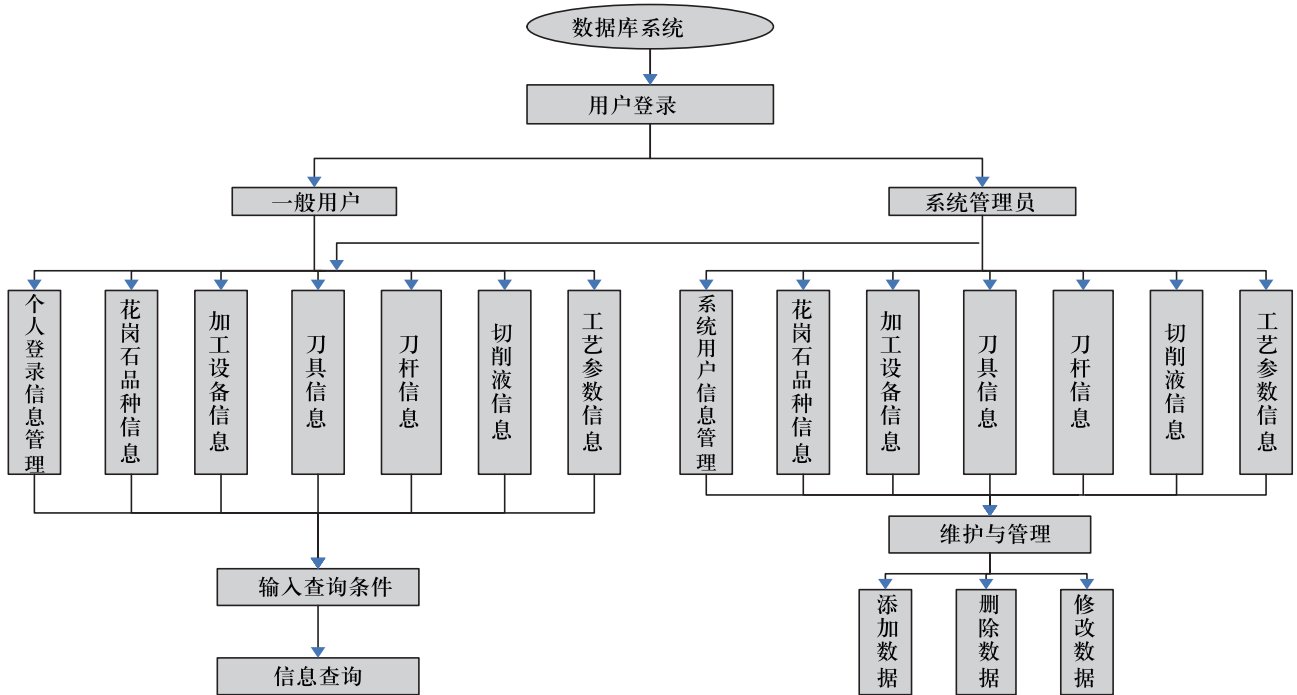 数据库系统
用户登录
一般用户
系统管理员
个人登录信息管理
花岗石品种信息
加工设备信息
刀具信息
刀杆信息
切削液信息
工艺参数信息
系统用户信息管理
花岗石品种信息
加工设备信息
刀具信息
刀杆信息
切削液信息
工艺参数信息
维护与管理
输入查询条件
添加数据
删除数据
修改数据
信息查询